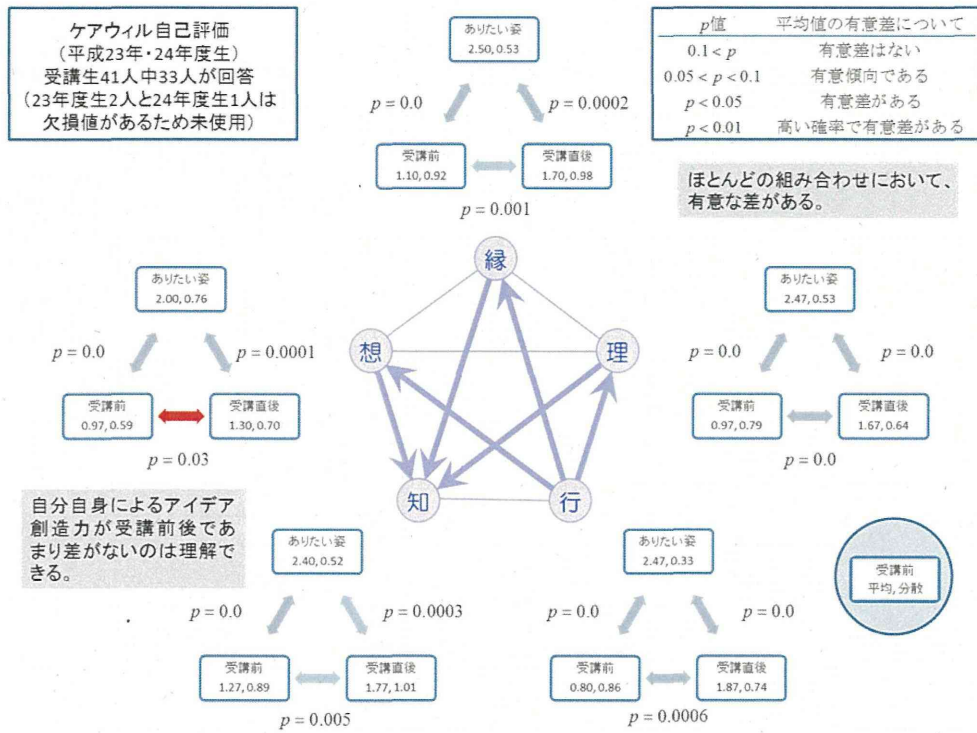 ケアウィル自己評価
(平成23年・24年度生)
受講生41人中33人が回答
(23年度生2人と24年度生1人は
欠損値があるため未使用)
ありたい姿
2.50, 0.53
p = 0.0
p = 0.0002
受講前
1.10, 0.92
受講直後
1.70, 0.98
p = 0.001
p値 平均値の有意差について
0.1 < p 有意差はない
0.05 < p < 0.1 有意傾向である
p < 0.05 有意差がある
p < 0.01 高い確率で有意差がある
ほとんどの組み合わせにおいて、
有意な差がある。
ありたい姿
2.00, 0.76
p = 0.0
p = 0.0001
受講前
0.97, 0.59
受講直後
1.30, 0.70
p = 0.03
縁
想
理
知
行
ありたい姿
2.47, 0.53
p = 0.0
p = 0.0
受講前
0.97, 0.79
受講直後
1.67, 0.64
p = 0.0
自分自身によるアイデア
創造力が受講前後であ
まり差がないのは理解で
きる。
ありたい姿
2.40, 0.52
p = 0.0
p = 0.0003
受講前
1.27, 0.89
受講直後
1.77, 1.01
p = 0.005
ありたい姿
2.47, 0.33
p = 0.0
p = 0.0
受講前
0.80, 0.86
受講直後
1.87, 0.74
p = 0.0006
受講前
平均, 分散